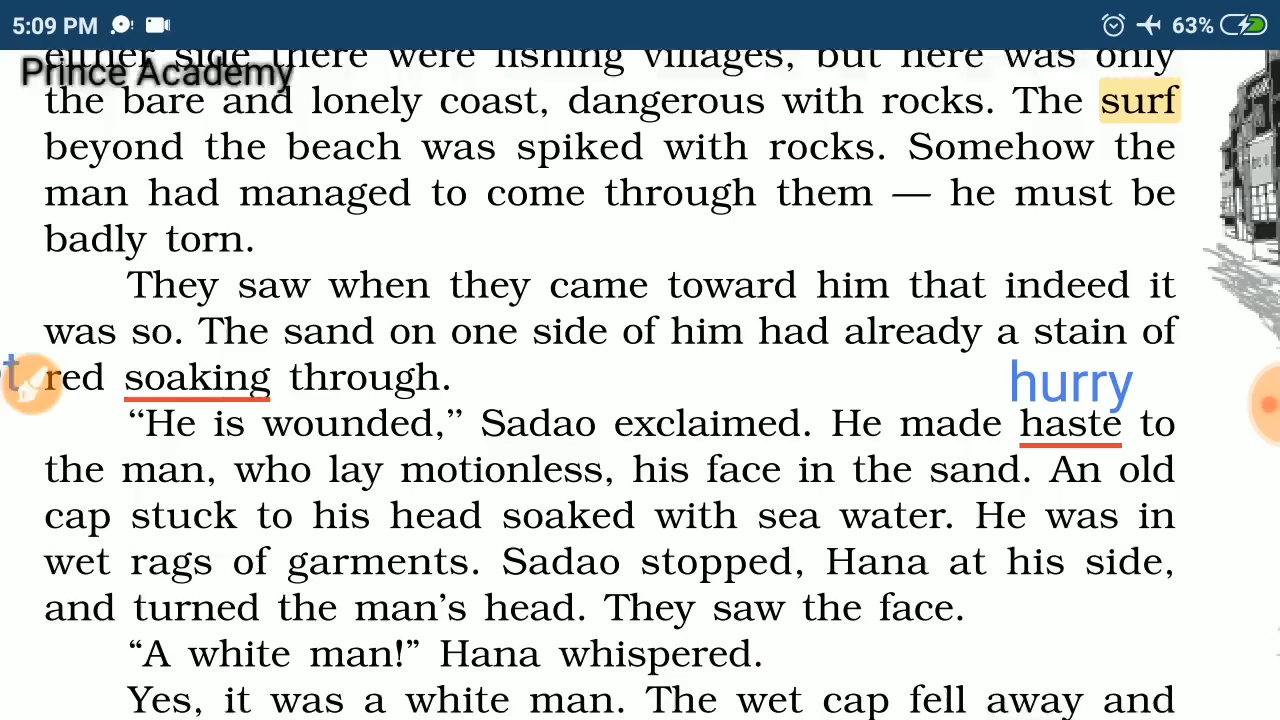 5:09 PM 63%
either side there were fishing villages, but here was only
Prince Academy
the bare and lonely coast, dangerous with rocks. The surf
beyond the beach was spiked with rocks. Somehow the
man had managed to come through them — he must be
badly torn.
They saw when they came toward him that indeed it
was so. The sand on one side of him had already a stain of
red soaking through.
hurry
“He is wounded,” Sadao exclaimed. He made haste to
the man, who lay motionless, his face in the sand. An old
cap stuck to his head soaked with sea water. He was in
wet rags of garments. Sadao stopped, Hana at his side,
and turned the man’s head. They saw the face.
“A white man!” Hana whispered.
Yes, it was a white man. The wet cap fell away and